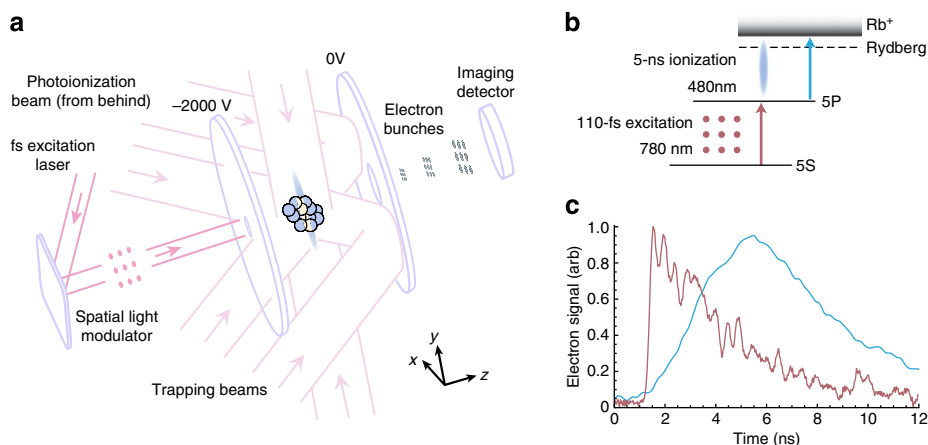 a
0V
Photoionization
beam (from behind)
–2000 V
Imaging
detector
Electron
bunches
fs excitation
laser
Spatial light
modulator
Trapping beams
x
y
z
b
Rb+
Rydberg
5-ns ionization
480nm
5P
110-fs excitation
780 nm
5S
c
Electron signal (arb)
1.0
0.8
0.6
0.4
0.2
0
0
2
4
6
8
10
12
Time (ns)